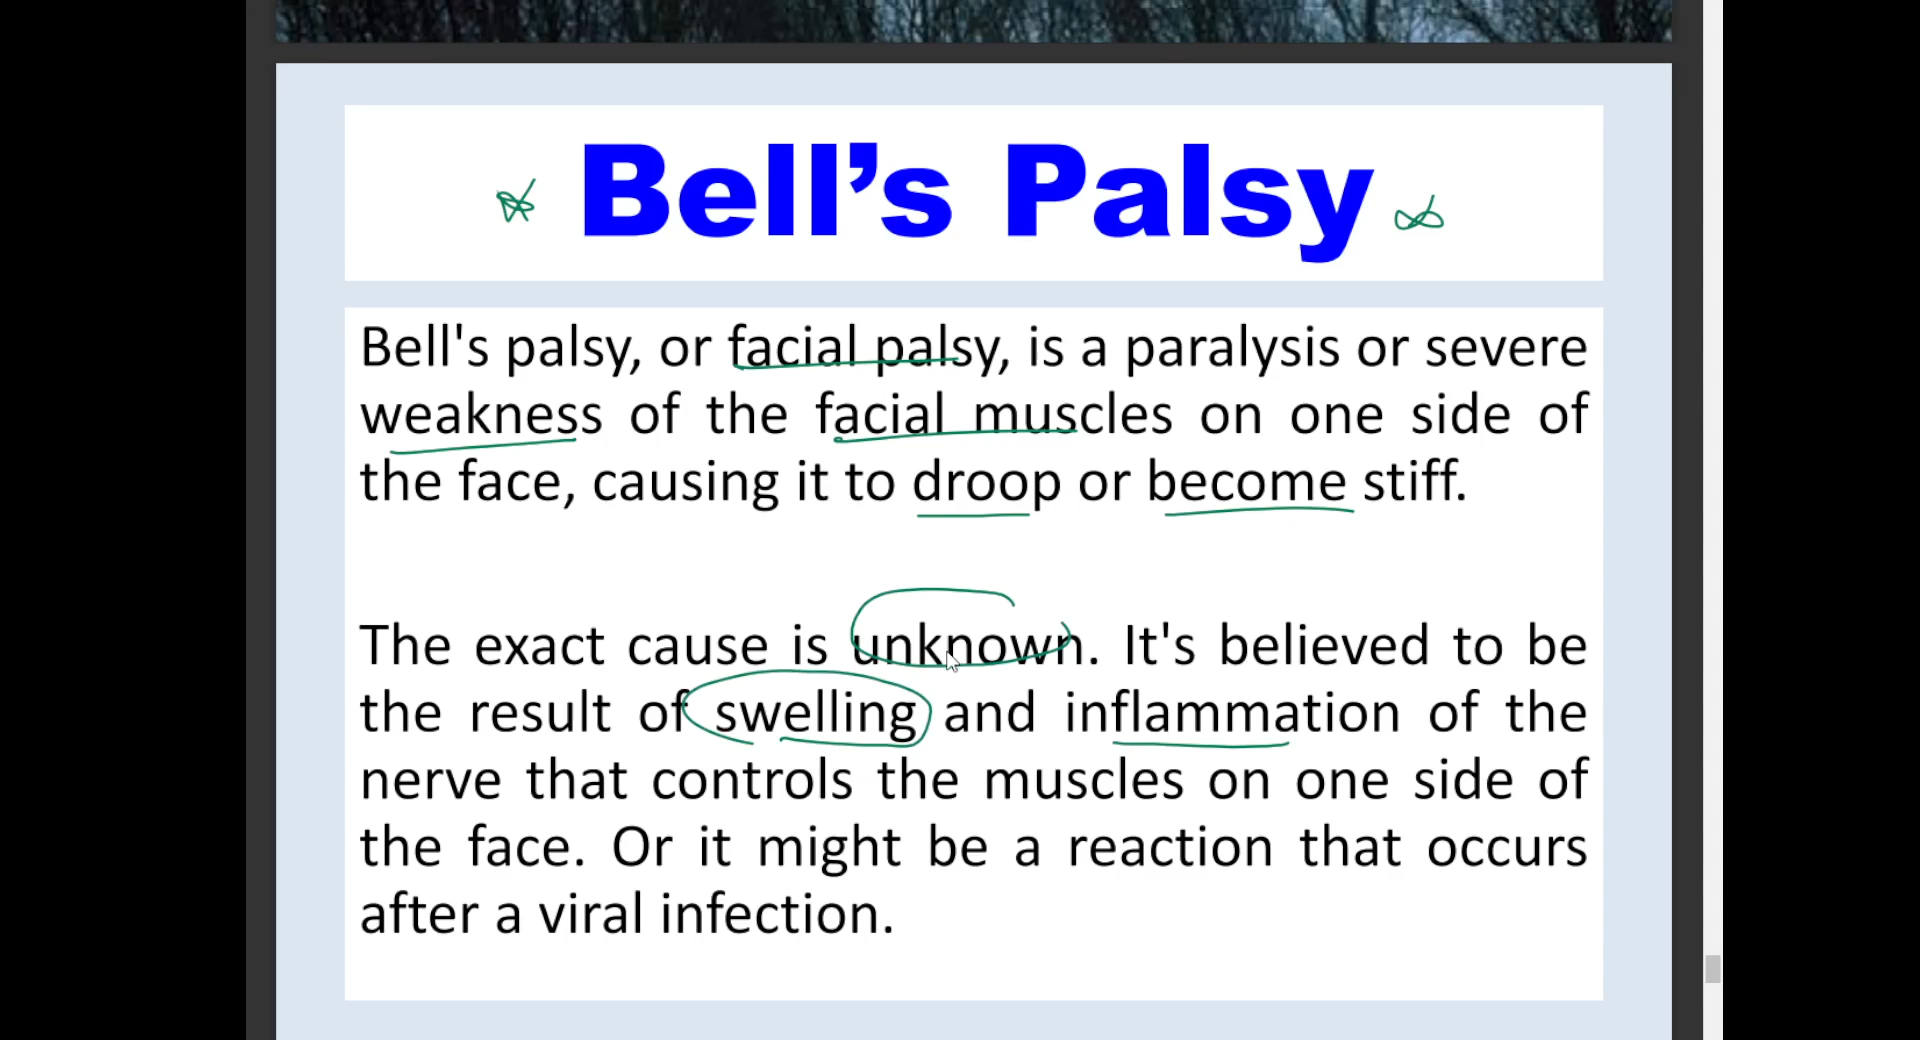 Bell’s Palsy
Bell's palsy, or facial palsy, is a paralysis or severe
weakness of the facial muscles on one side of
the face, causing it to droop or become stiff.
The exact cause is unknown. It's believed to be
the result of swelling and inflammation of the
nerve that controls the muscles on one side of
the face. Or it might be a reaction that occurs
after a viral infection.